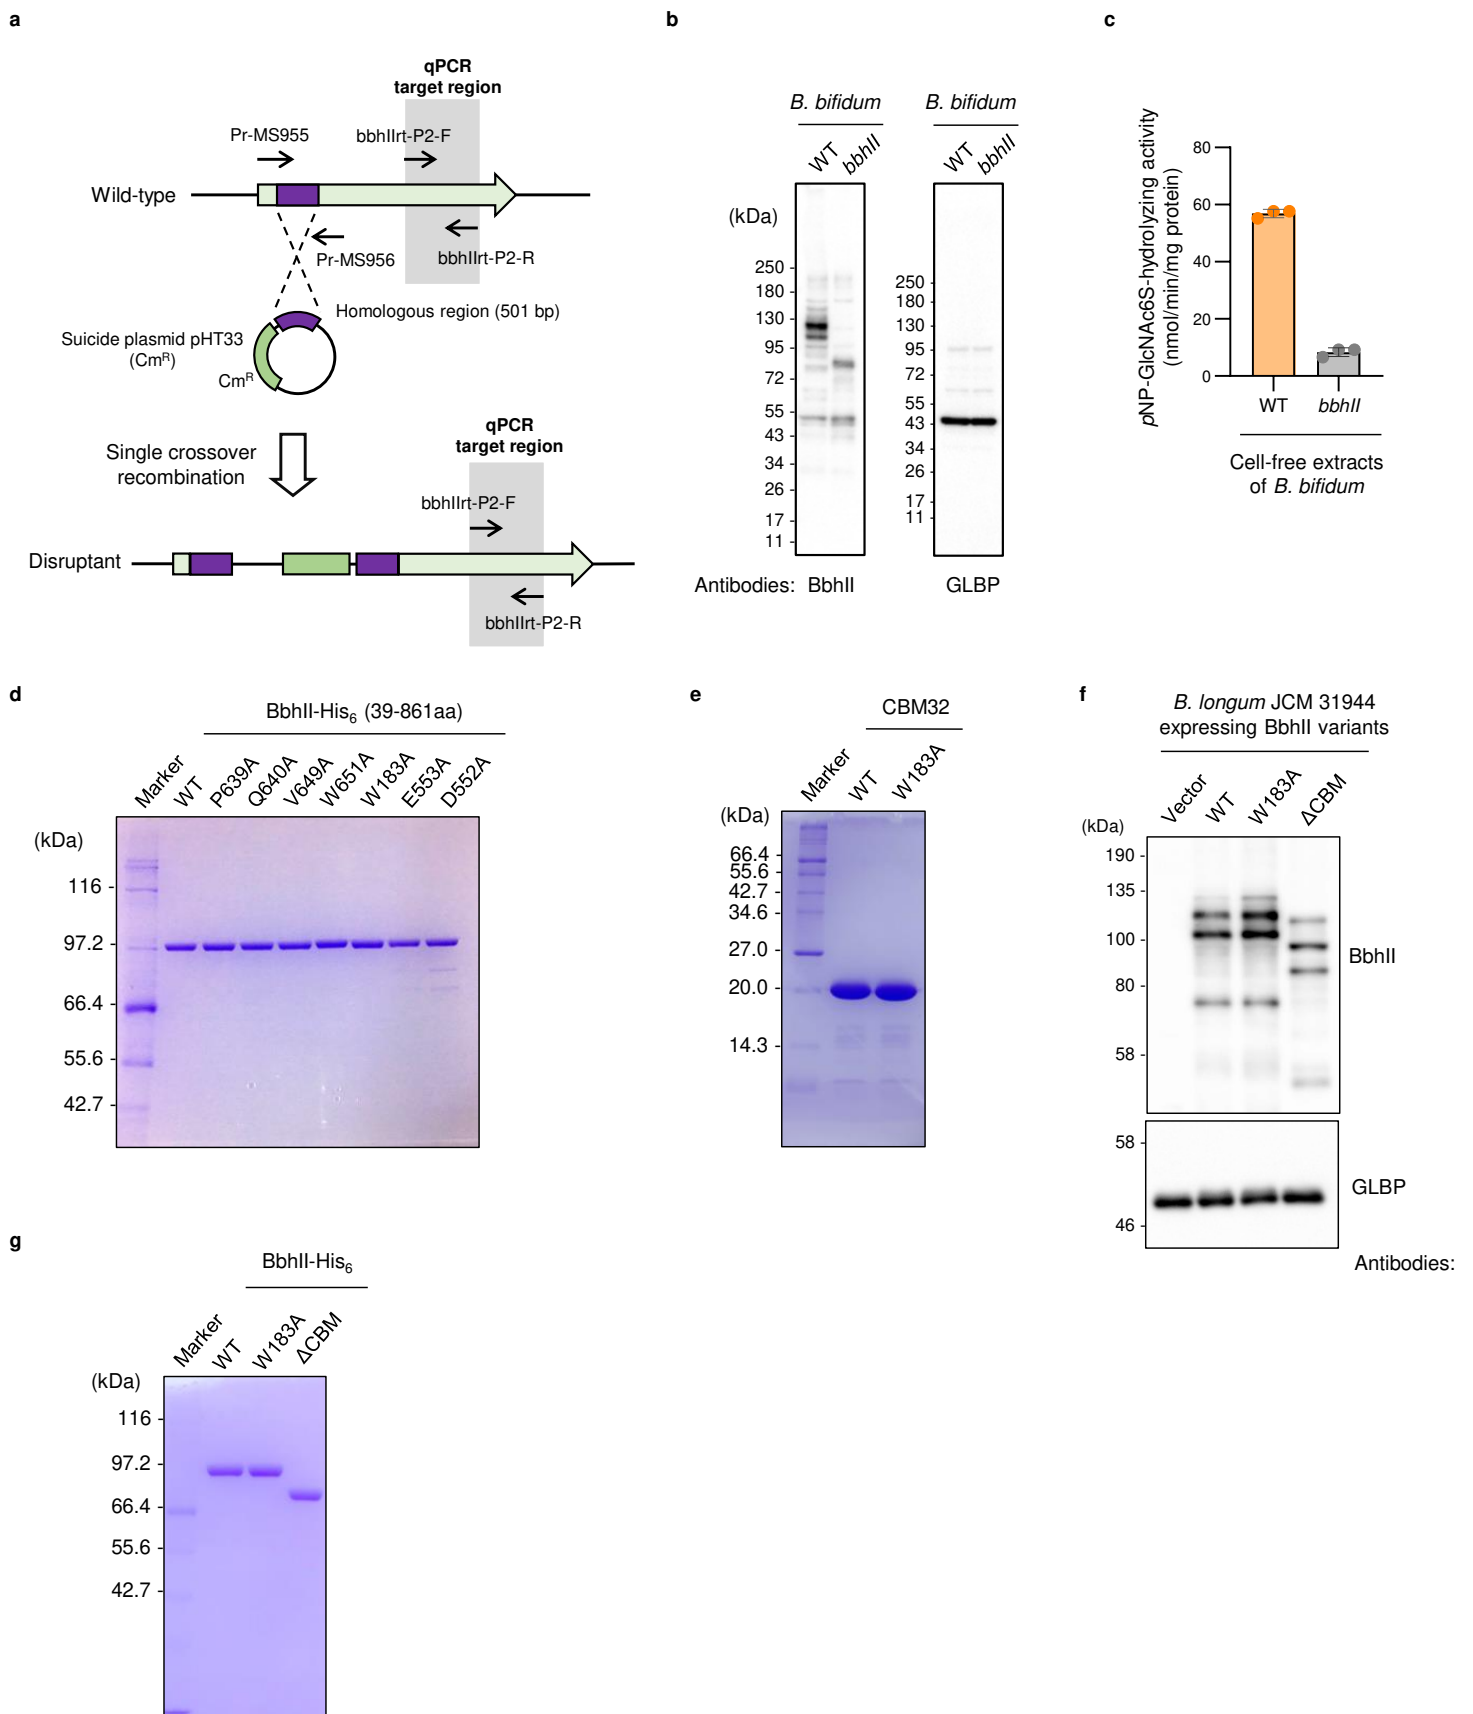 a
qPCR
target region
Pr-MS955
bbhIIrt-P2-F
Wild-type
Pr-MS956
bbhIIrt-P2-R
Homologous region (501 bp)
Suicide plasmid pHT33
(CmR)
CmR
Single crossover
recombination
qPCR
target region
bbhIIrt-P2-F
Disruptant
bbhIIrt-P2-R
b
B. bifidum
B. bifidum
WT
bbhII
WT
bbhII
(kDa)
250
180
130
95
72
55
43
34
26
17
11
250
180
130
95
72
55
43
34
26
17
11
Antibodies: BbhII
GLBP
c
pNP-GlcNAc6S-hydrolyzing activity
(nmol/min/mg protein)
80
60
40
20
0
WT
bbhII
Cell-free extracts
of B. bifidum
d
BbhII-His6 (39-861aa)
Marker
WT
P639A
Q640A
V649A
W651A
W183A
E553A
D552A
(kDa)
116
97.2
66.4
55.6
42.7
e
CBM32
Marker
WT
W183A
(kDa)
66.4
55.6
42.7
34.6
27.0
20.0
14.3
f
B. longum JCM 31944
expressing BbhII variants
Vector
WT
W183A
ΔCBM
(kDa)
190
135
100
80
58
BbhII
58
46
GLBP
Antibodies:
g
BbhII-His6
Marker
WT
W183A
ΔCBM
(kDa)
116
97.2
66.4
55.6
42.7